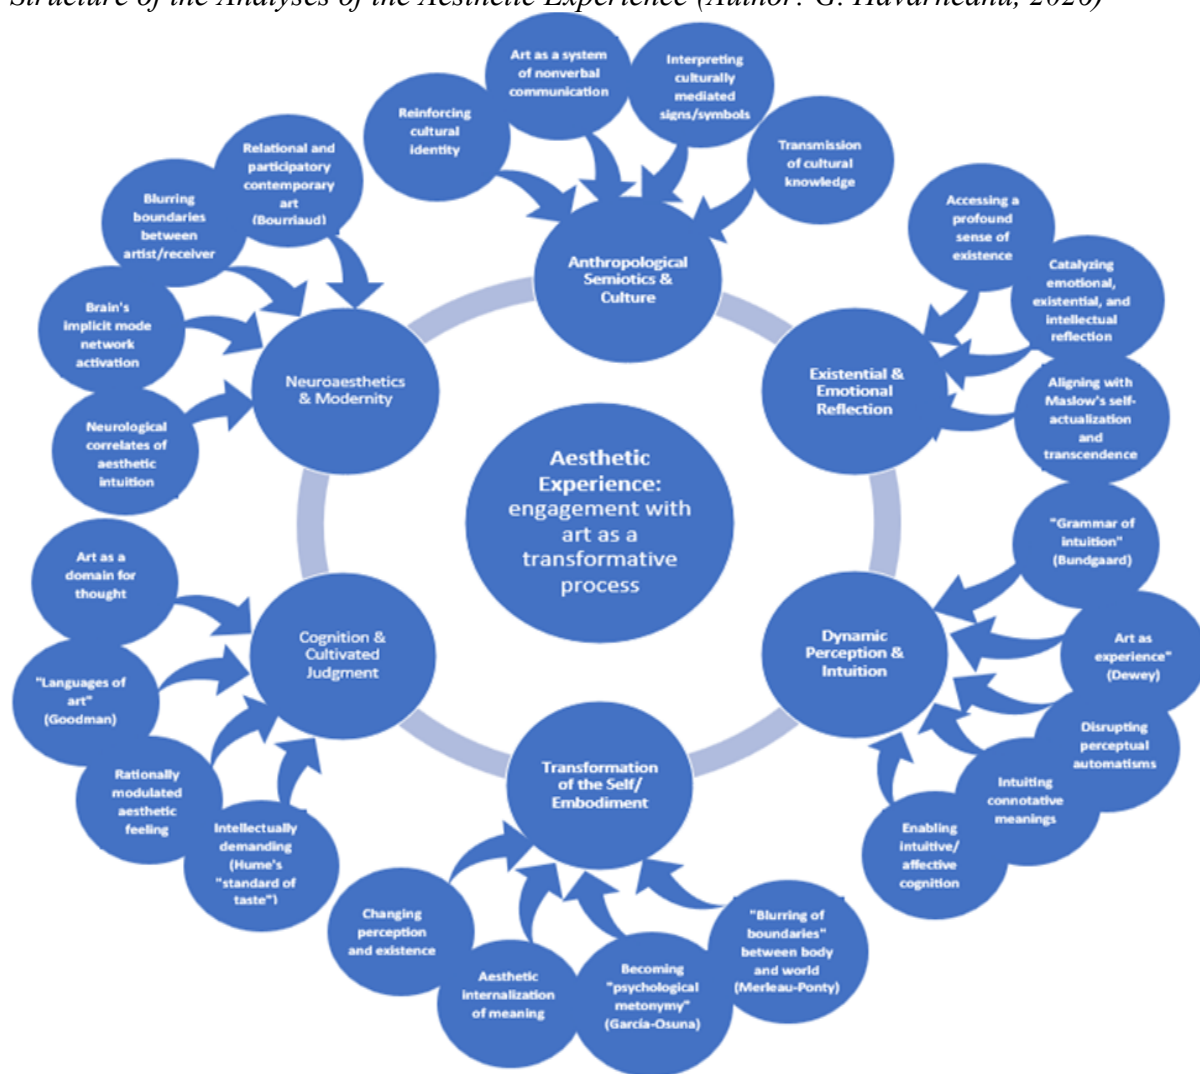 Structure of the Analyses of the Aesthetic Experience (Author: G. Havârneanu, 2026)
Art as a system
of nonverbal
communication
Interpreting
culturally
mediated
signs/symbols
Reinforcing
cultural
identity
Transmission
of cultural
knowledge
Relational and
participatory
contemporary
art
(Bourriaud)
Blurring
boundaries
between
artist/receiver
Brain's
implicit mode
network
activation
Neurological
correlates of
aesthetic
intuition
Anthropological
Semiotics &
Culture
Accessing a
profound
sense of
existence
Catalyzing
emotional,
existential, and
intellectual
reflection
Aligning with
Maslow's self-
actualization
and
transcendence
Neuroaesthetics
& Modernity
Existential &
Emotional
Reflection
Aesthetic
Experience:
engagement with
art as a
transformative
process
"Grammar of
intuition"
(Bundgaard)
Art as
experience"
(Dewey)
Disrupting
perceptual
automatisms
Intuiting
connotative
meanings
Enabling
intuitive/
affective
cognition
Dynamic
Perception &
Intuition
Art as a
domain for
thought
"Languages of
art"
(Goodman)
Rationally
modulated
aesthetic
feeling
Intellectually
demanding
(Hume's
"standard of
taste")
Cognition &
Cultivated
Judgment
Transformation
of the Self/
Embodiment
Changing
perception
and existence
Aesthetic
internalization
of meaning
Becoming
"psychological
metonymy"
(García-Osuna)
"Blurring of
boundaries"
between body
and world
(Merleau-Ponty)